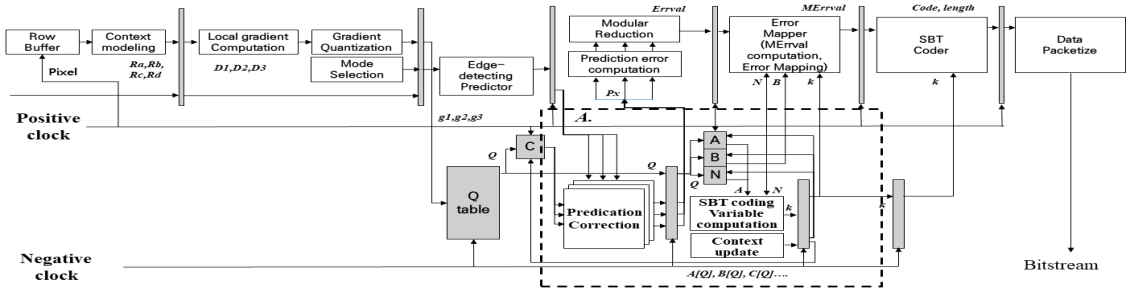 Row
Buffer
Context
modeling
Pixel
Ra,Rb,
Rc,Rd
Local gradient
Computation
D1,D2,D3
Gradient
Quantization
Mode
Selection
Edge-
detecting
Predictor
g1,g2,g3
Modular
Reduction
Errval
Prediction error
computation
Px
Error
Mapper
(MErrval
computation,
Error Mapping)
MErrval
N B k
Code, length
SBT
Coder
k
Data
Packetize
Positive
clock
A.
Q
C
Q
table
Predication
Correction
Q
Q
A
B
N
A N
SBT coding
Variable
computation
k
Context
update
k
Negative
clock
A[Q], B[Q], C[Q]....
Bitstream